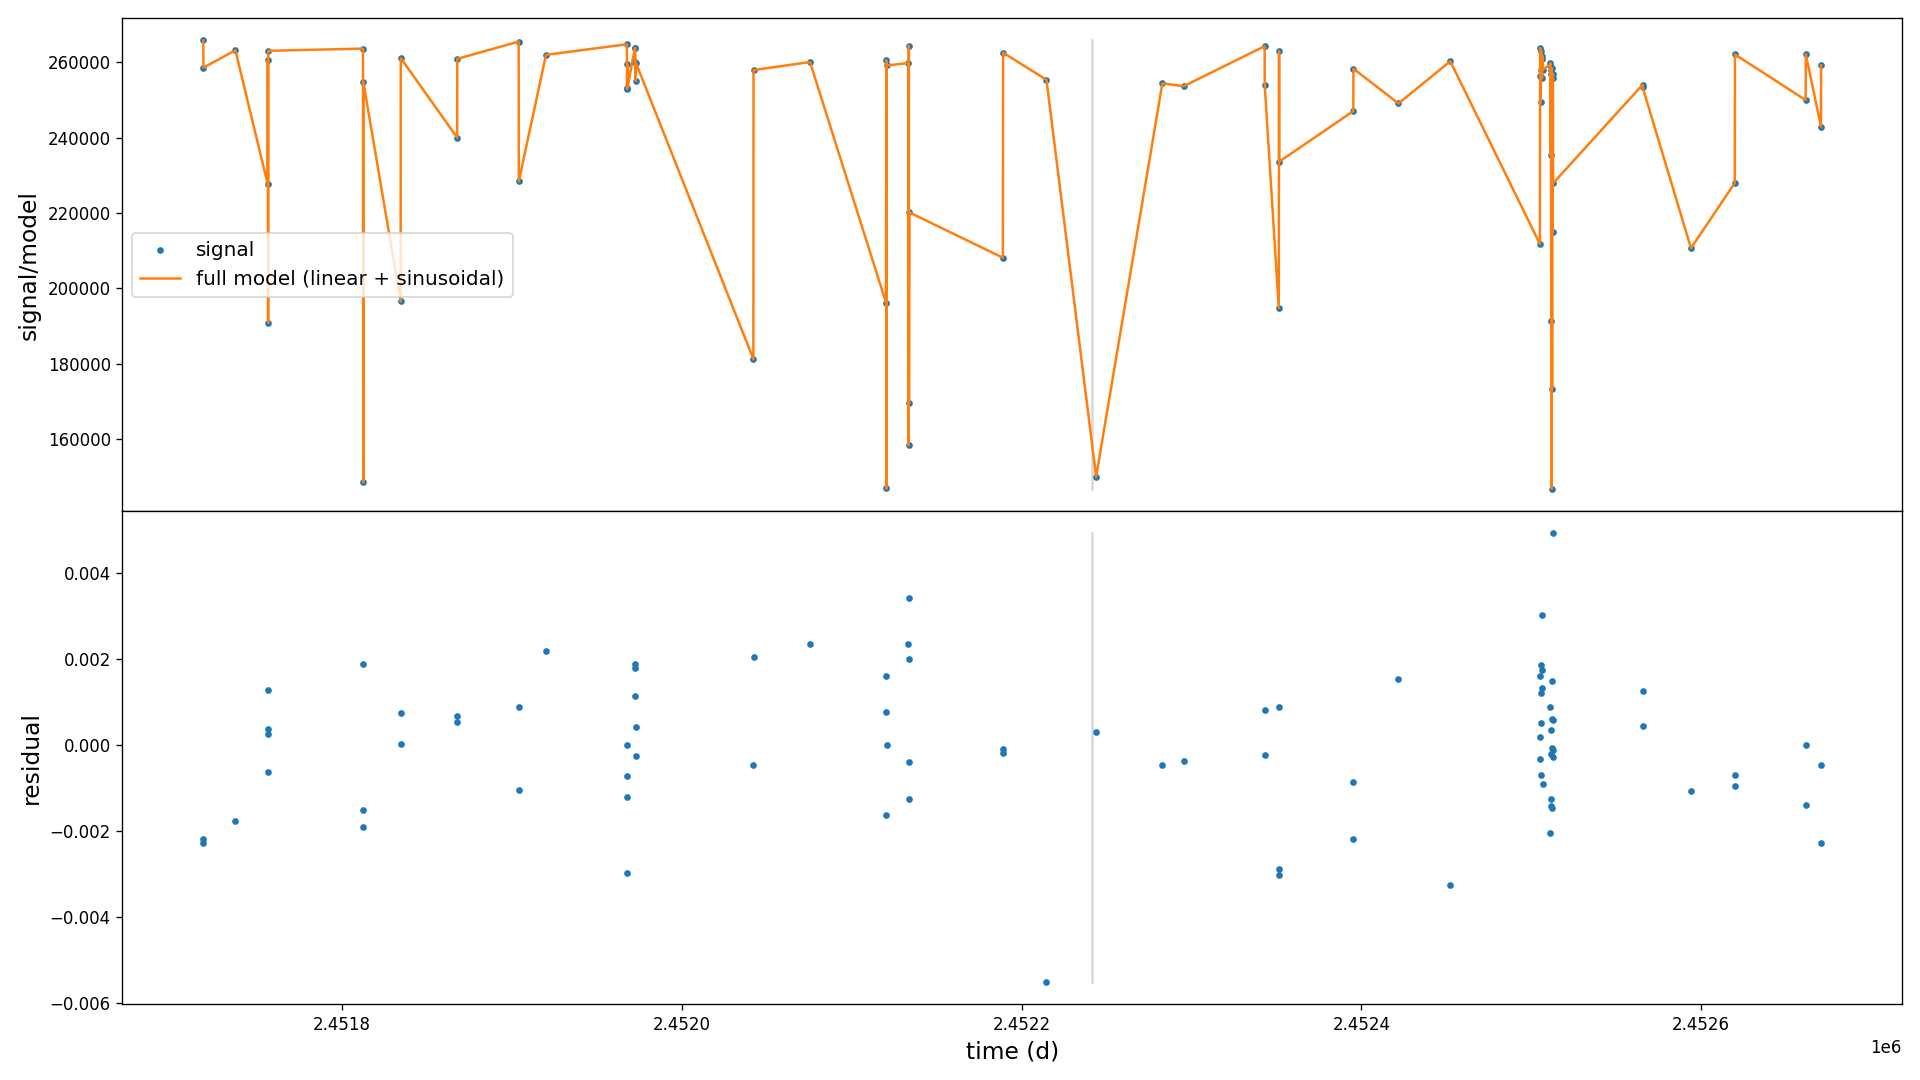 260000
240000
220000
200000
180000
160000
signal/model
signal
full model (linear + sinusoidal)
0.004
0.002
0.000
−0.002
−0.004
−0.006
residual
2.4518
2.4520
2.4522
2.4524
2.4526
1e6
time (d)